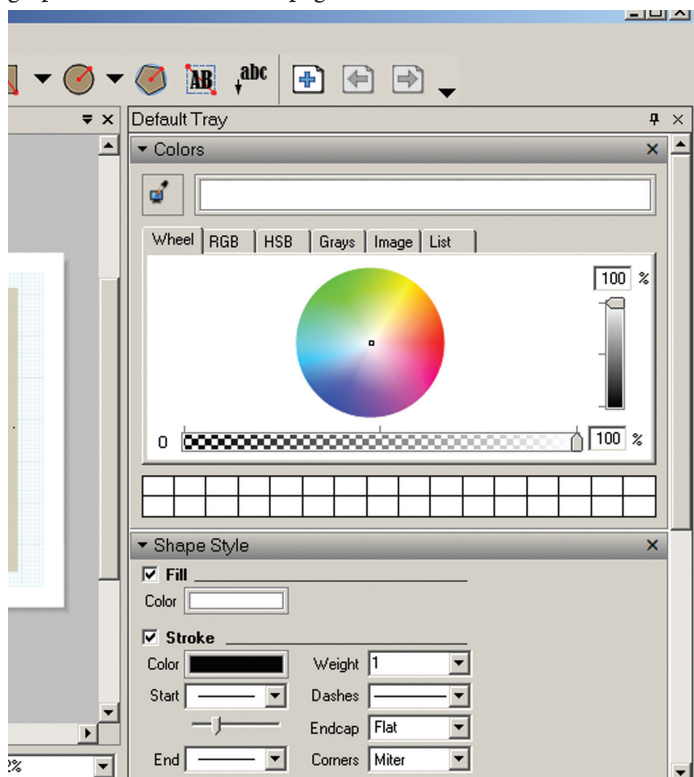 AB abc
Default Tray
Colors
Wheel RGB HSB Grays Image List
100 %
0 100 %
Shape Style
Fill
Color
Stroke
Color Weight 1
Start Dashes
Endcap Flat
2% End Corners Miter